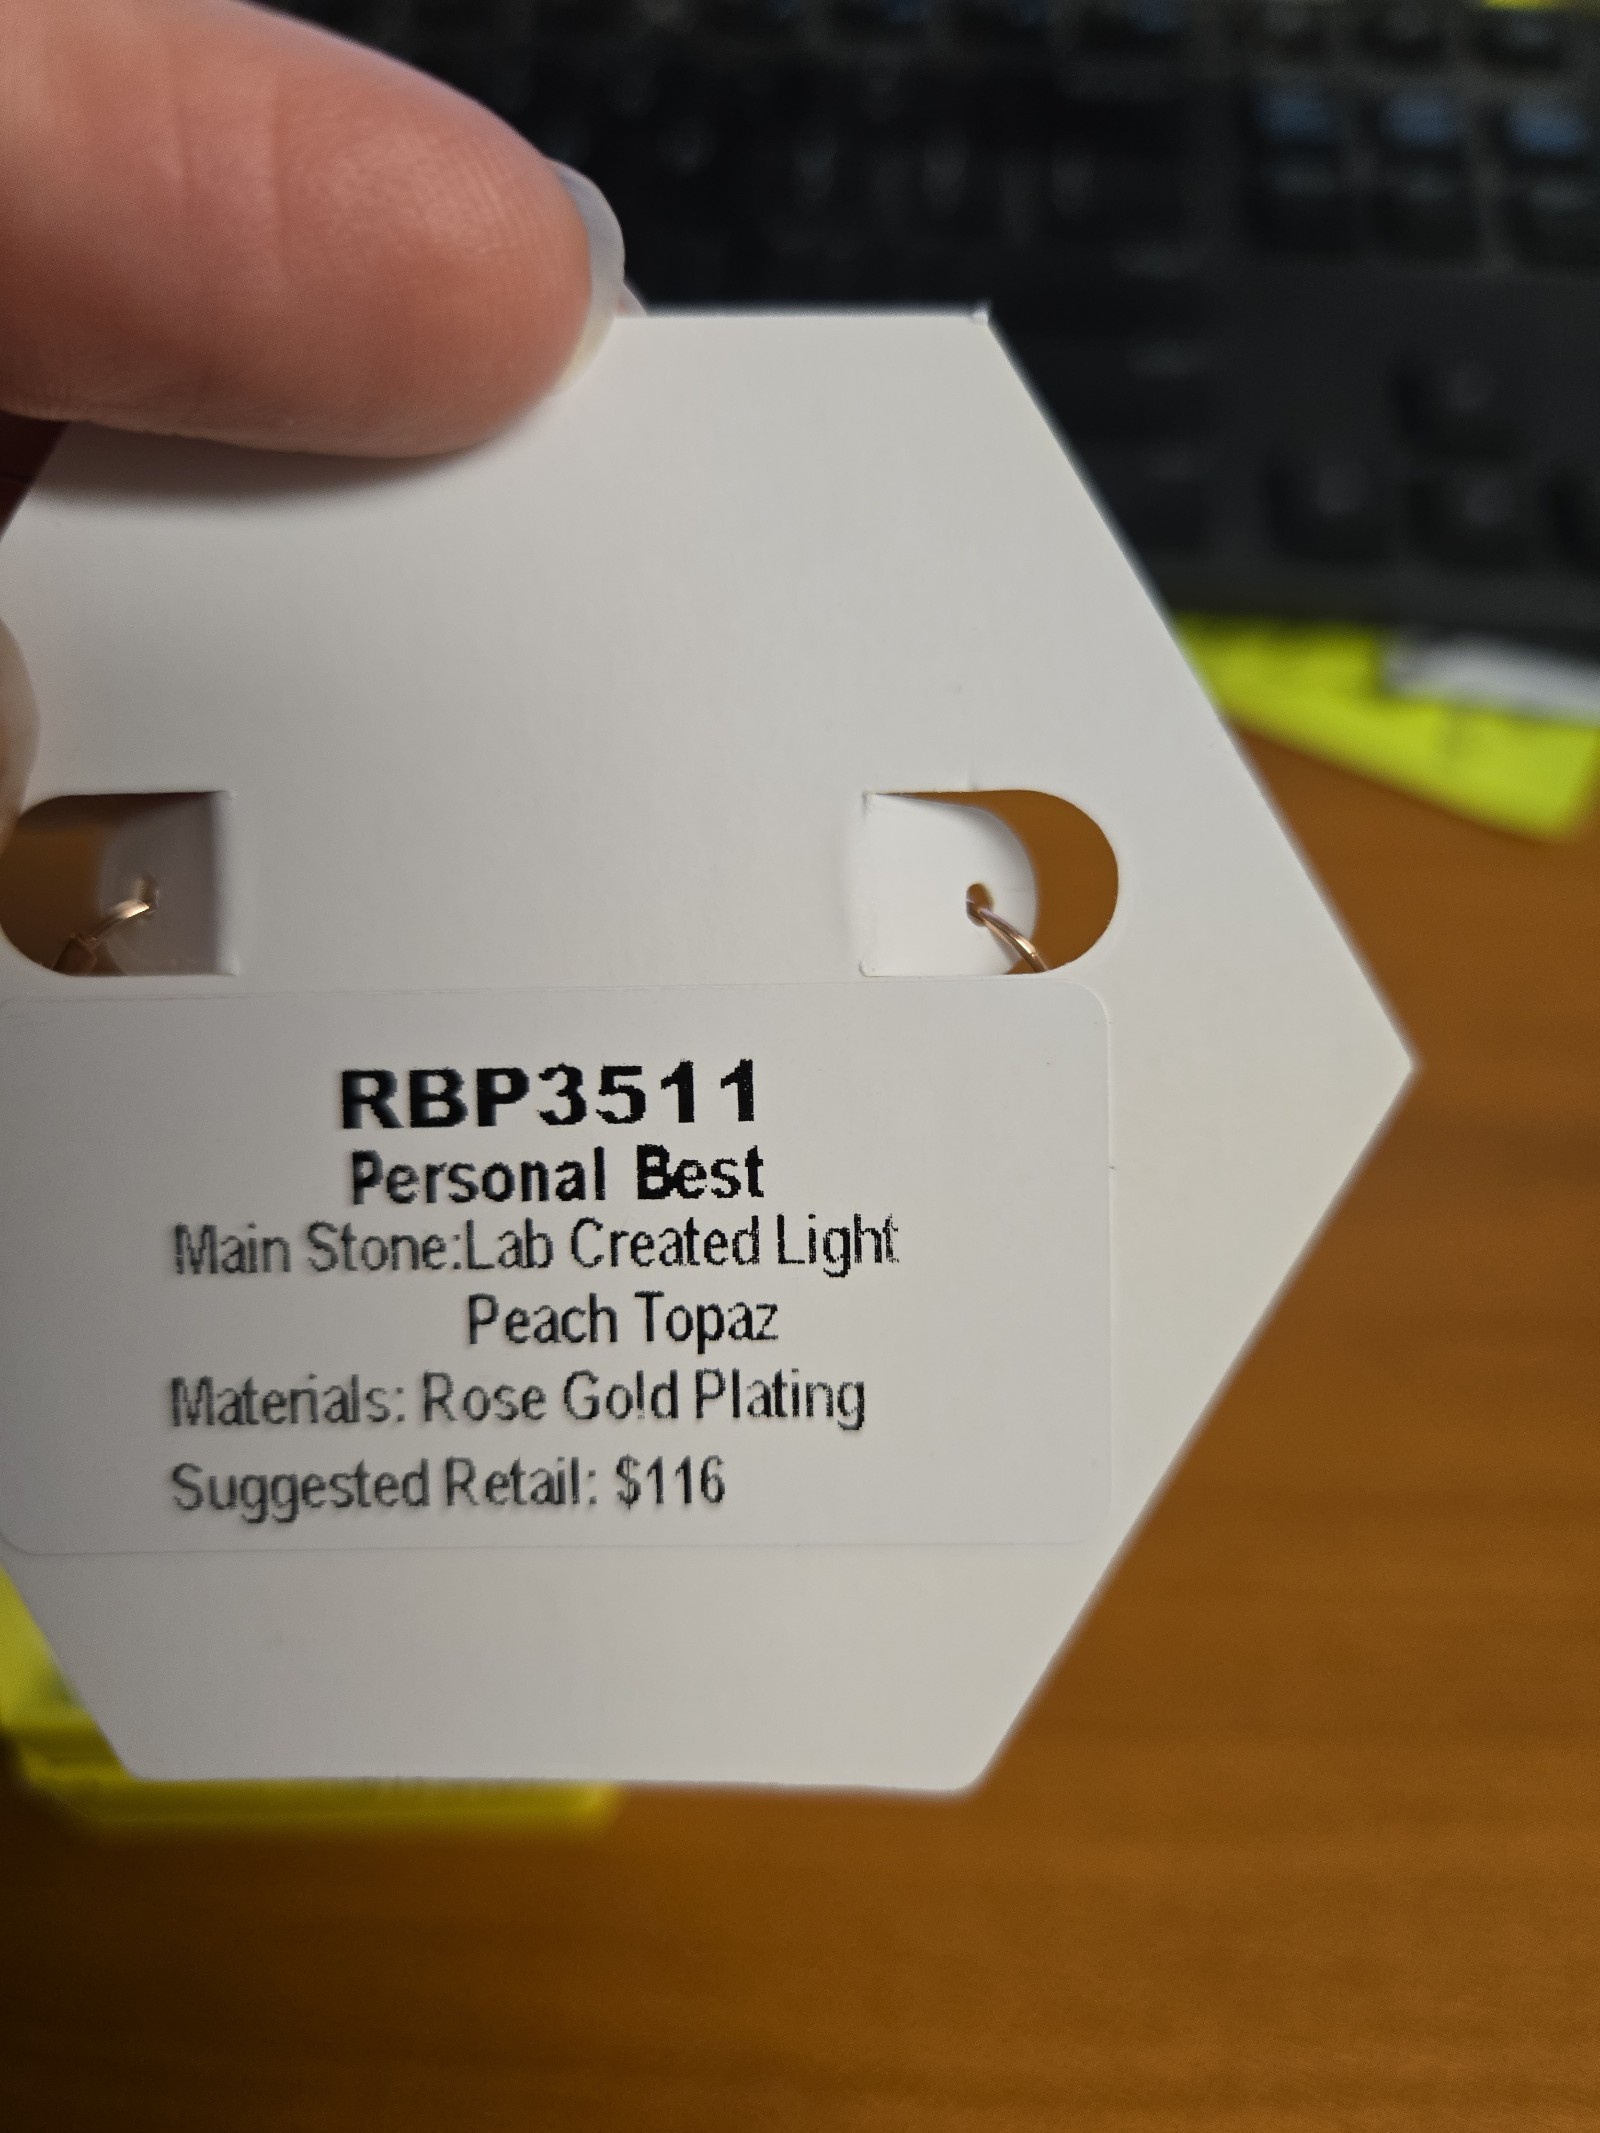 RBP3511
Personal Best
Main Stone:Lab Created Light
Peach Topaz
Materials: Rose Gold Plating
Suggested Retail: $116